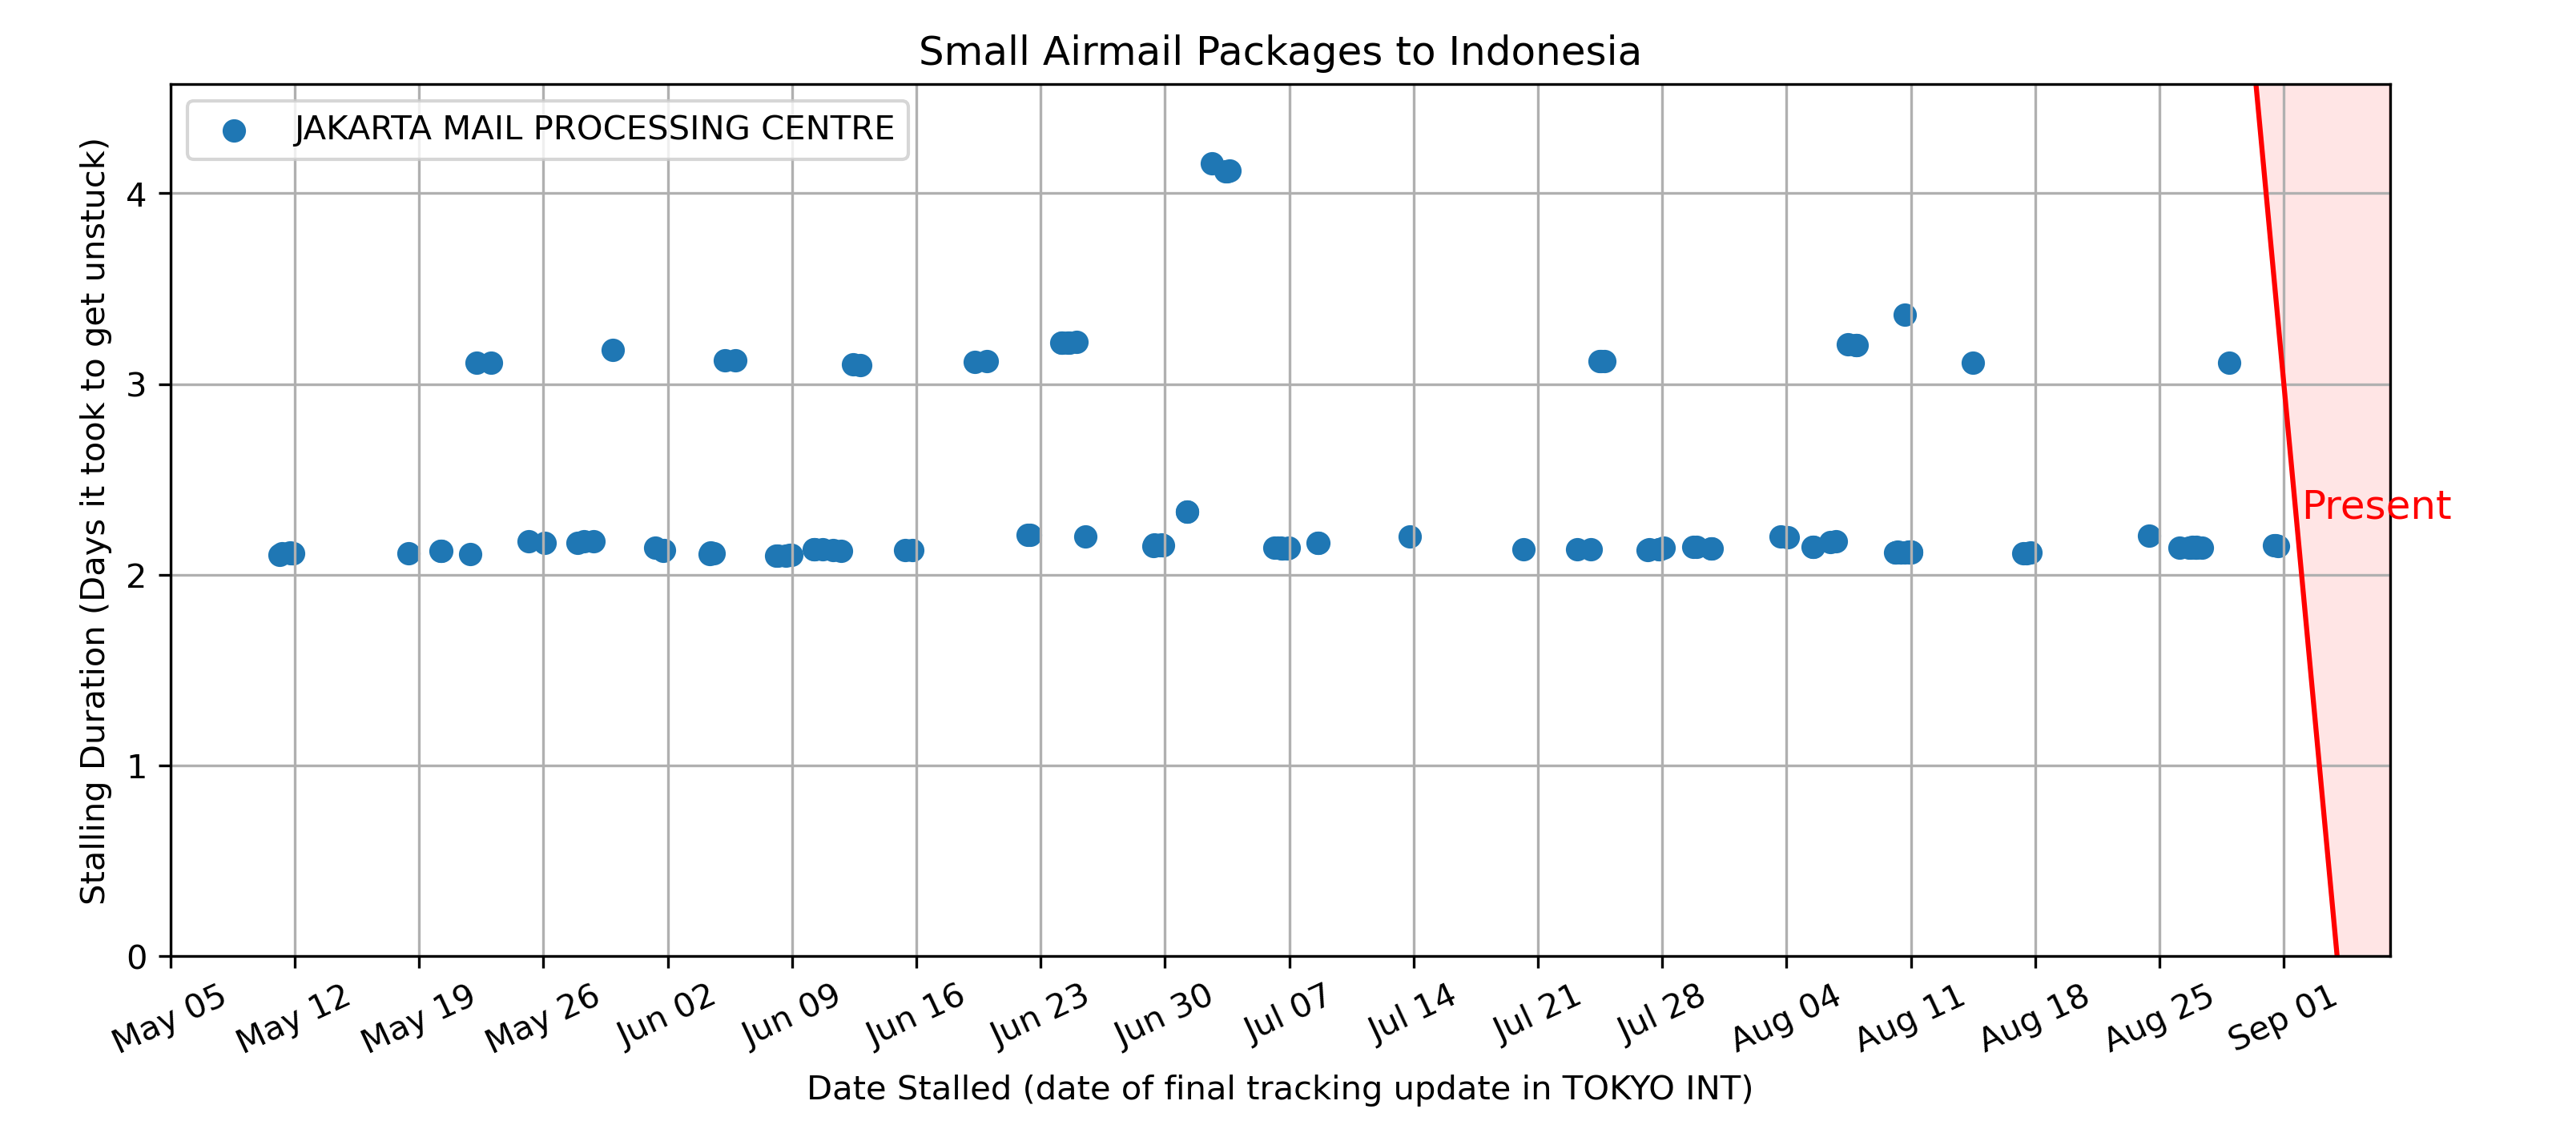 Small Airmail Packages to Indonesia
JAKARTA MAIL PROCESSING CENTRE
Stalling Duration (Days it took to get unstuck)
4
3
2
1
0
Present
May 05
May 12
May 19
May 26
Jun 02
Jun 09
Jun 16
Jun 23
Jun 30
Jul 07
Jul 14
Jul 21
Jul 28
Aug 04
Aug 11
Aug 18
Aug 25
Sep 01
Date Stalled (date of final tracking update in TOKYO INT)